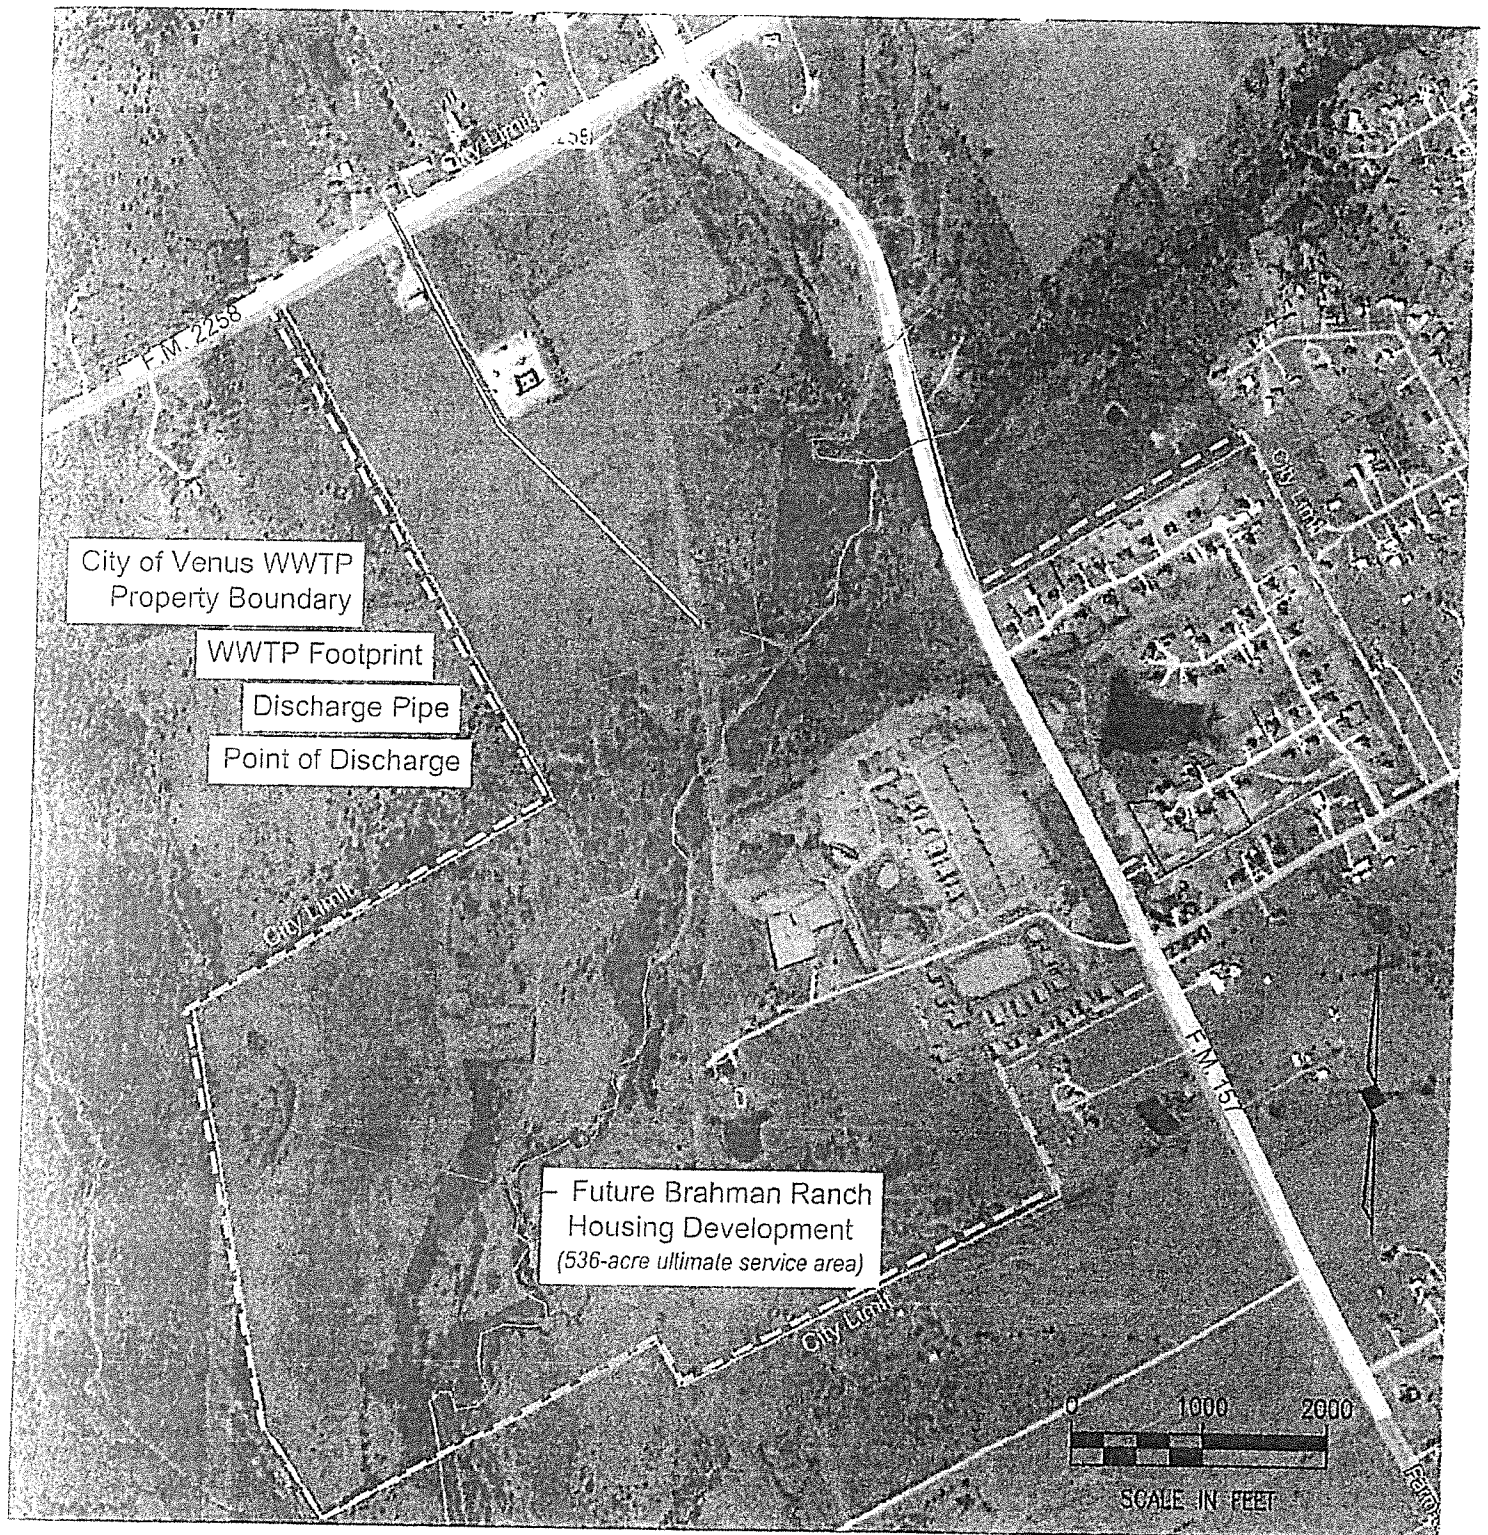 City Limit
F.M. 2258
City Limit
City of Venus WWTP
Property Boundary
WWTP Footprint
Discharge Pipe
Point of Discharge
City Limit
F.M. 157
Future Brahman Ranch
Housing Development
(536-acre ultimate service area)
City Limit
0 1000 2000
SCALE IN FEET